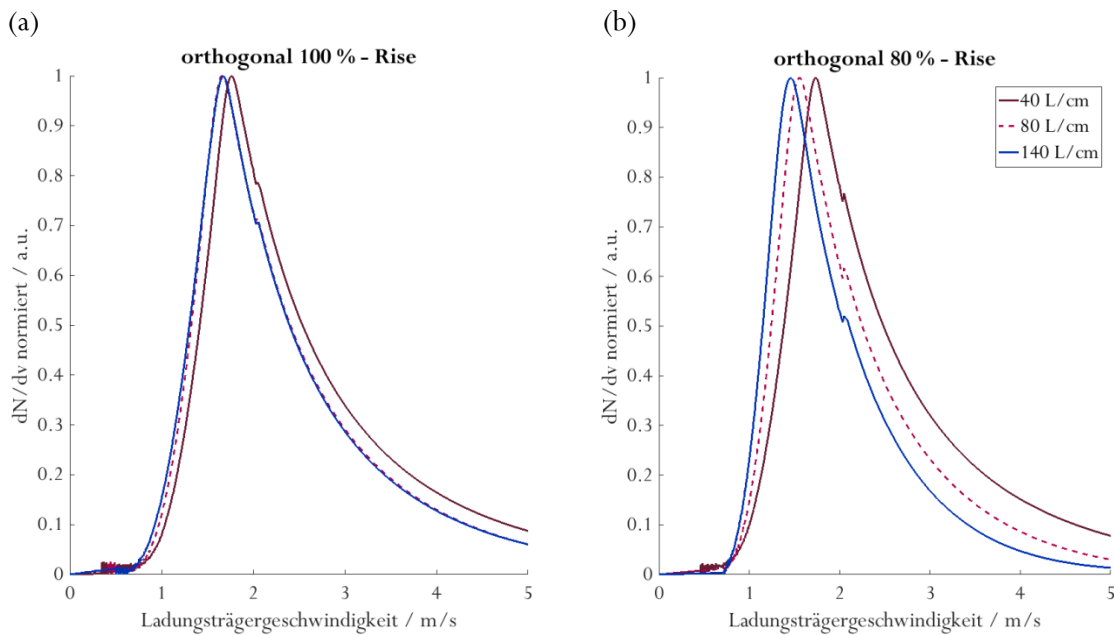 (a)
orthogonal 100 % - Rise
1
0.9
0.8
0.7
0.6
0.5
0.4
0.3
0.2
0.1
0
dN/dv normiert / a.u.
0 1 2 3 4 5
Ladungsträgergeschwindigkeit / m/s
(b)
orthogonal 80 % - Rise
40 L/cm
80 L/cm
140 L/cm
1
0.9
0.8
0.7
0.6
0.5
0.4
0.3
0.2
0.1
0
dN/dv normiert / a.u.
0 1 2 3 4 5
Ladungsträgergeschwindigkeit / m/s